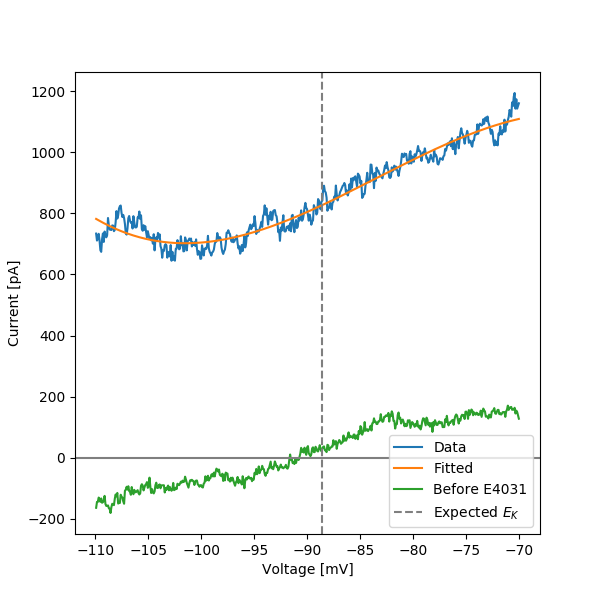 1200
1000
800
600
400
200
0
−200
Current [pA]
−110 −105 −100 −95 −90 −85 −80 −75 −70
Voltage [mV]
Data
Fitted
Before E4031
Expected E_K